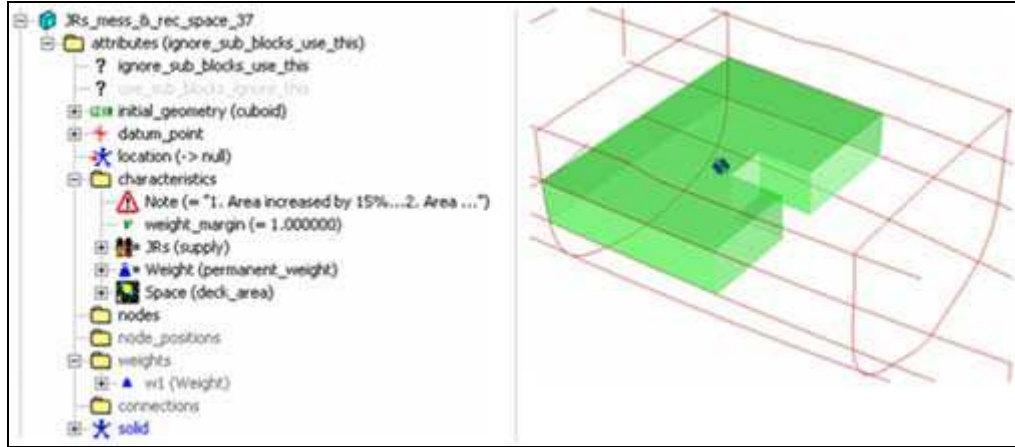 JRs_mess_&_rec_space_37
attributes (ignore_sub_blocks_use_this)
? ignore_sub_blocks_use_this
? use_sub_blocks_ignore_this
initial_geometry (cuboid)
datum_point
location (-> null)
characteristics
Note (= "1. Area increased by 15%...2. Area ...")
weight_margin (= 1.000000)
JRs (supply)
Weight (permanent_weight)
Space (deck_area)
nodes
node_positions
weights
w1 (Weight)
connections
solid